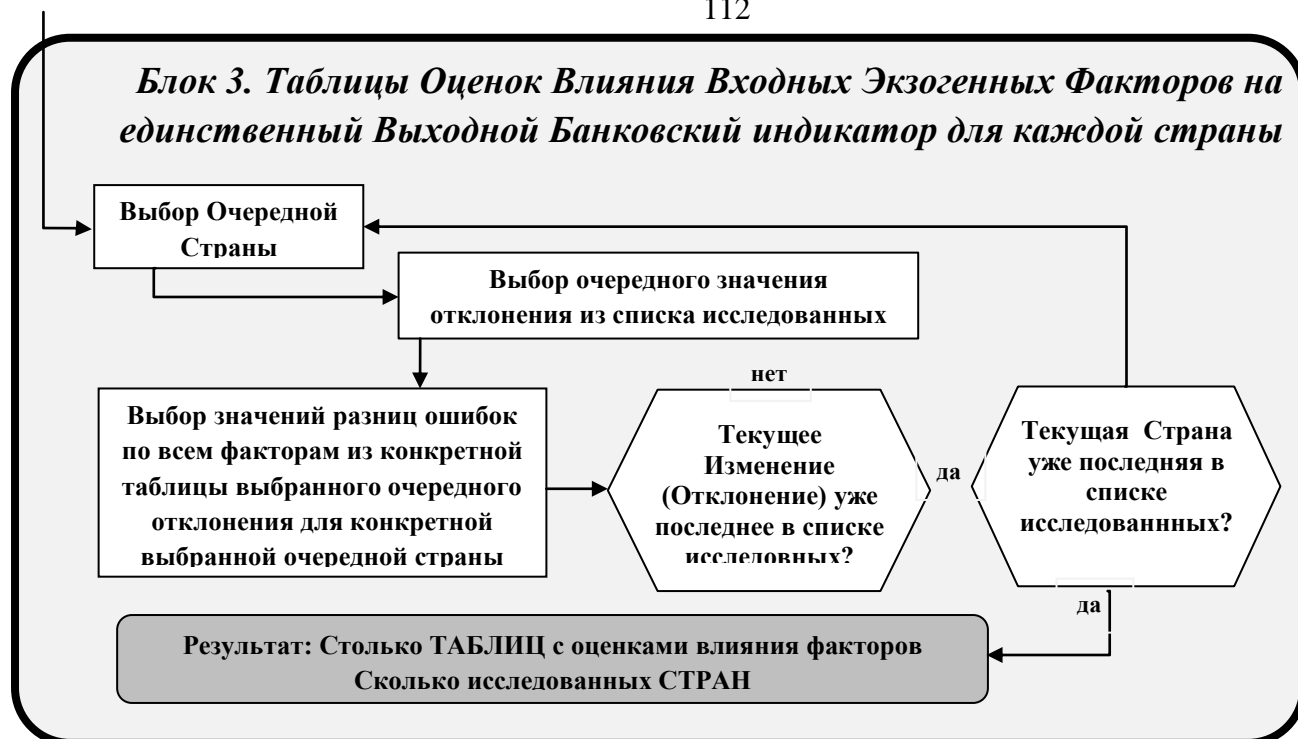 112
Блок 3. Таблицы Оценок Влияния Входных Экзогенных Факторов на
единственный Выходной Банковский индикатор для каждой страны
Выбор Очередной
Страны
Выбор очередного значения
отклонения из списка исследованных
Выбор значений разниц ошибок
по всем факторам из конкретной
таблицы выбранного очередного
отклонения для конкретной
выбранной очередной страны
нет
Текущее
Изменение
(Отклонение) уже
последнее в списке
исследовных?
да
Текущая Страна
уже последняя в
списке
исследованнных?
да
Результат: Столько ТАБЛИЦ с оценками влияния факторов
Сколько исследованных СТРАН